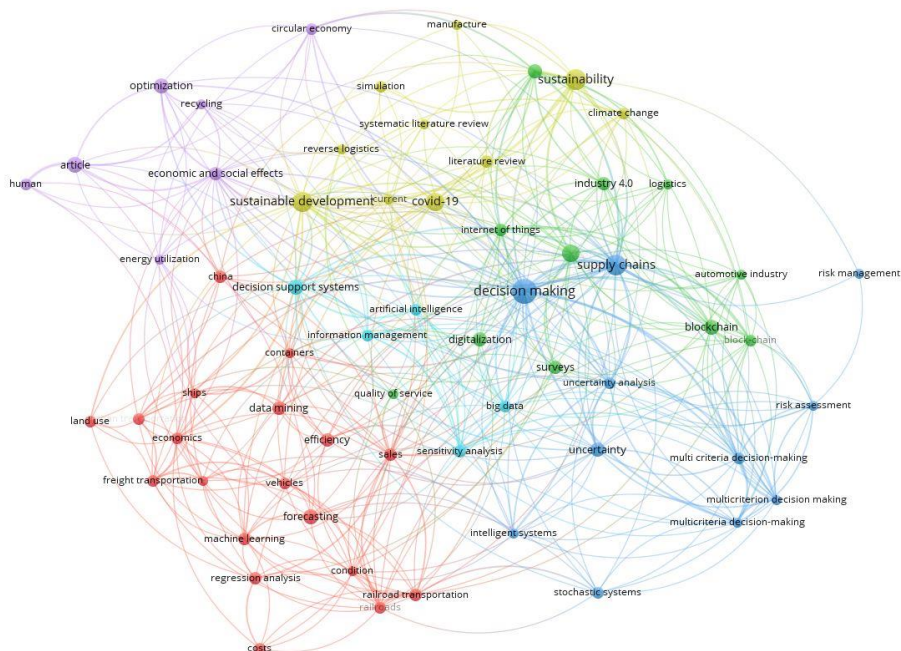 circular economy
manufacture
optimization
simulation
sustainability
recycling
climate change
systematic literature review
reverse logistics
literature review
article
economic and social effects
human
industry 4.0
logistics
sustainable development
current
covid-19
internet of things
energy utilization
supply chains
china
automotive industry
risk management
decision support systems
decision making
artificial intelligence
information management
digitalization
blockchain
block-chain
containers
surveys
uncertainty analysis
ships
quality of service
data mining
big data
risk assessment
land use
economics
efficiency
sales
sensitivity analysis
uncertainty
multi criteria decision-making
freight transportation
vehicles
multicriterion decision making
forecasting
multicriteria decision-making
machine learning
intelligent systems
condition
regression analysis
railroad transportation
railroads
stochastic systems
costs